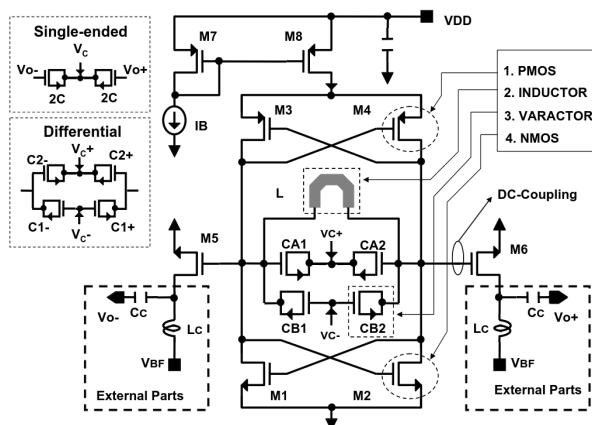 Single-ended
VC
Vo- Vo+
2C 2C
Differential
C2- VC+ C2+
C1- VC- C1+
M7 M8
VDD
IB
M3 M4
1. PMOS
2. INDUCTOR
3. VARACTOR
4. NMOS
L
DC-Coupling
M5 M6
CA1 VC+ CA2
CB1 VC- CB2
Vo- CC
LC
VBF
External Parts
CC Vo+
LC
VBF
External Parts
M1 M2